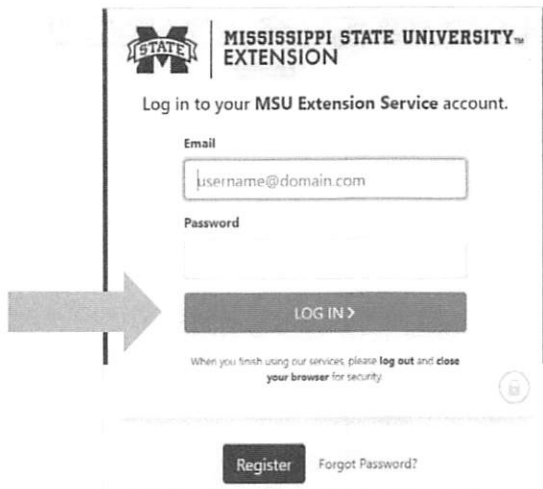 STATE
MISSISSIPPI STATE UNIVERSITY™
EXTENSION
Log in to your MSU Extension Service account.
Email
username@domain.com
Password
LOG IN >
When you finish using our services, please log out and close
your browser for security.
Register Forgot Password?